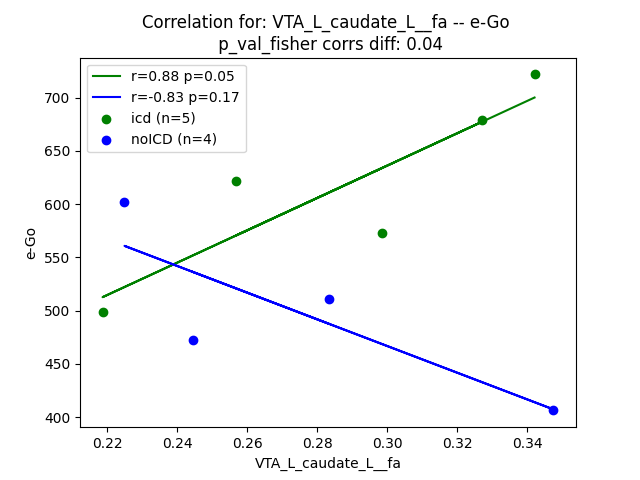 Correlation for: VTA_L_caudate_L__fa -- e-Go
p_val_fisher corrs diff: 0.04
r=0.88 p=0.05
r=-0.83 p=0.17
icd (n=5)
noICD (n=4)
e-Go
700
650
600
550
500
450
400
0.22
0.24
0.26
0.28
0.30
0.32
0.34
VTA_L_caudate_L__fa